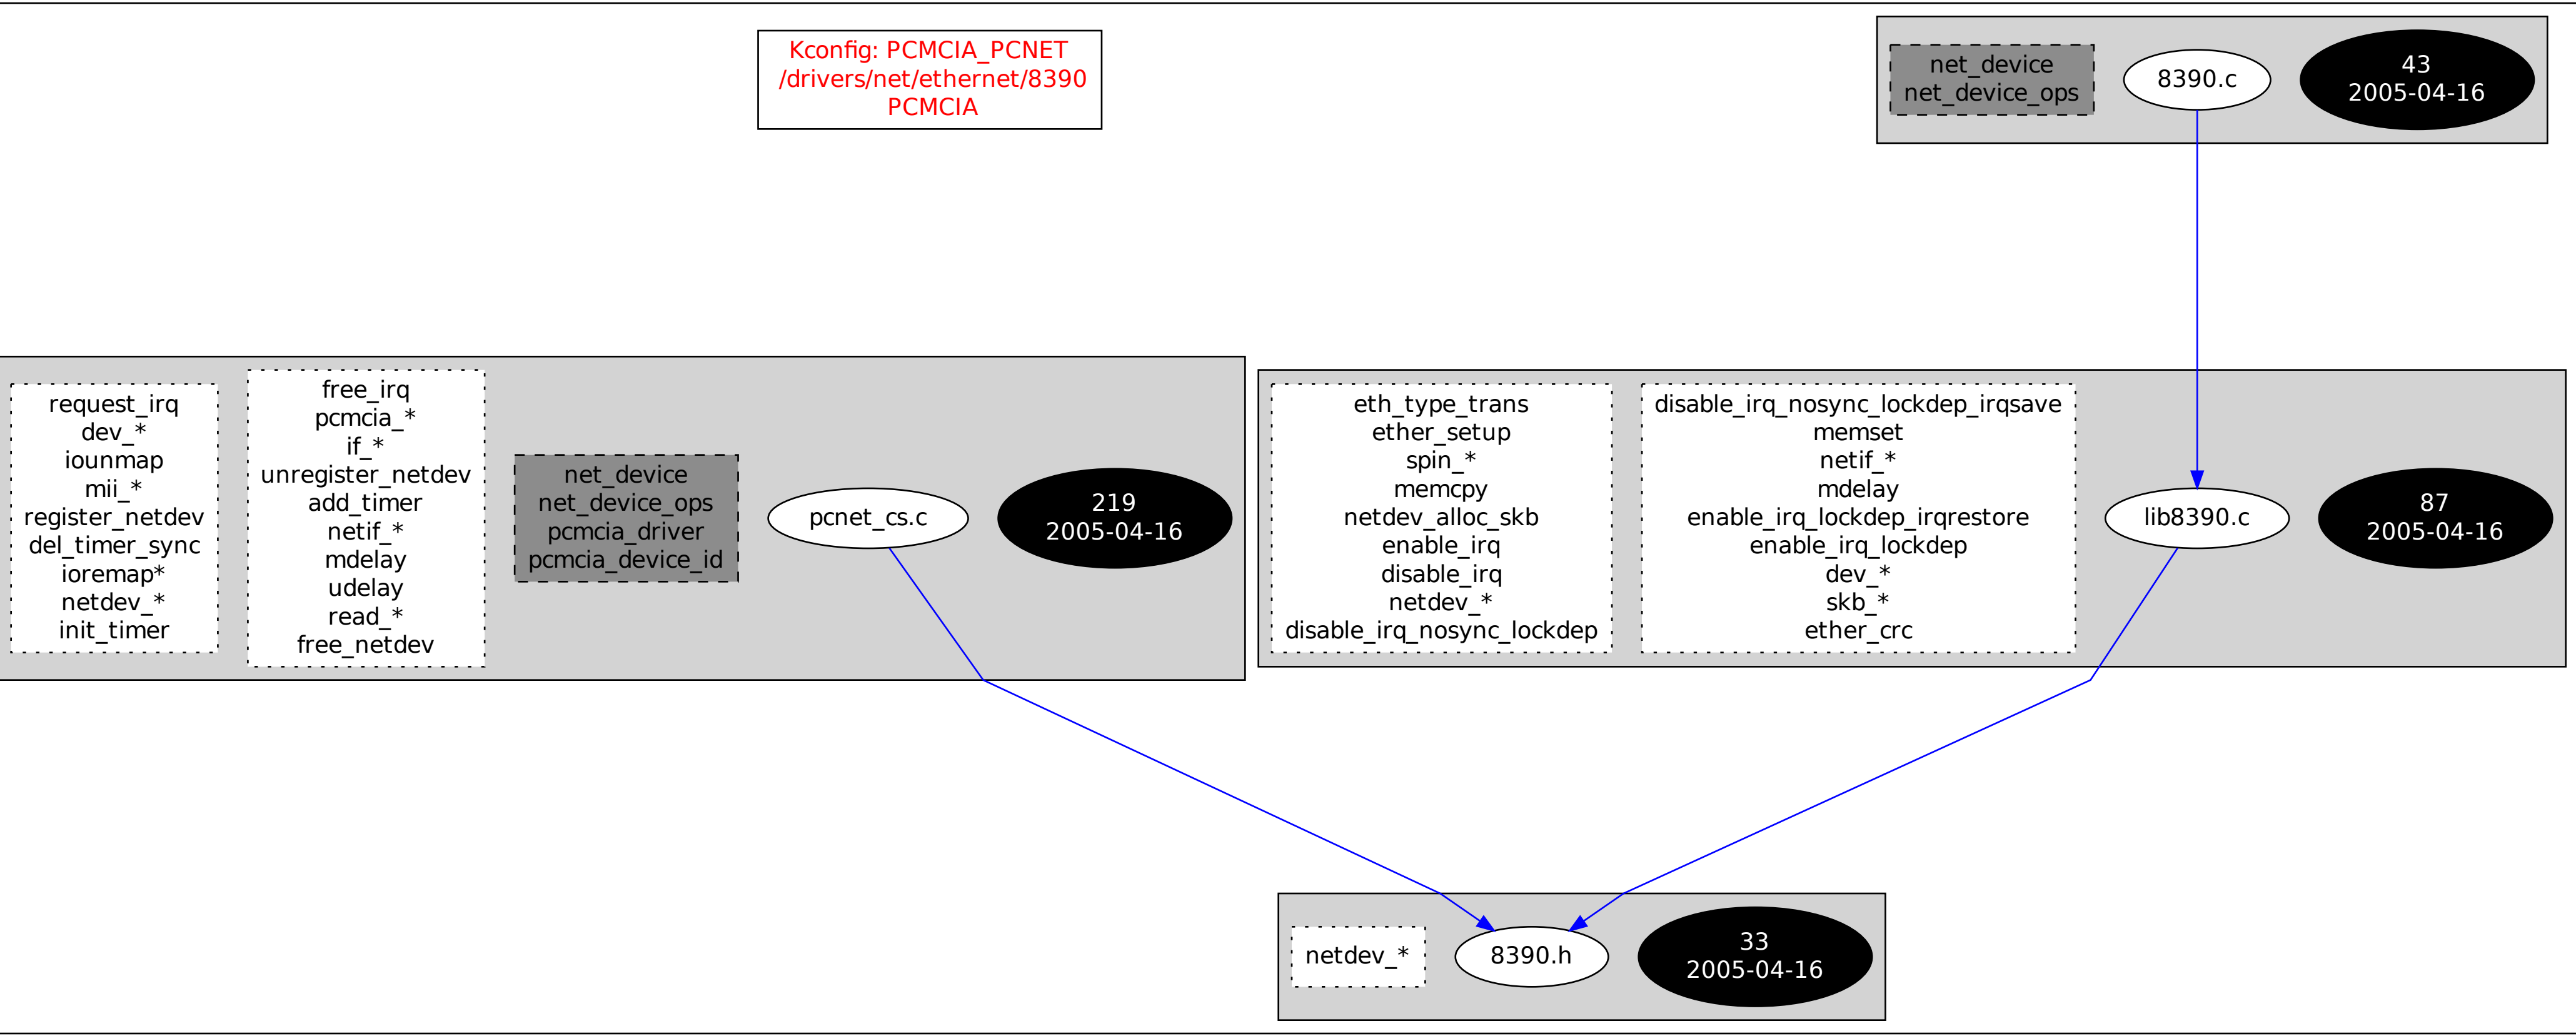 Kconfig: PCMCIA_PCNET
/drivers/net/ethernet/8390
PCMCIA
net_device
net_device_ops
8390.c
43
2005-04-16
request_irq
dev_*
iounmap
mii_*
register_netdev
del_timer_sync
ioremap*
netdev_*
init_timer
free_irq
pcmcia_*
if_*
unregister_netdev
add_timer
netif_*
mdelay
udelay
read_*
free_netdev
net_device
net_device_ops
pcmcia_driver
pcmcia_device_id
pcnet_cs.c
219
2005-04-16
eth_type_trans
ether_setup
spin_*
memcpy
netdev_alloc_skb
enable_irq
disable_irq
netdev_*
disable_irq_nosync_lockdep
disable_irq_nosync_lockdep_irqsave
memset
netif_*
mdelay
enable_irq_lockdep_irqrestore
enable_irq_lockdep
dev_*
skb_*
ether_crc
lib8390.c
87
2005-04-16
netdev_*
8390.h
33
2005-04-16